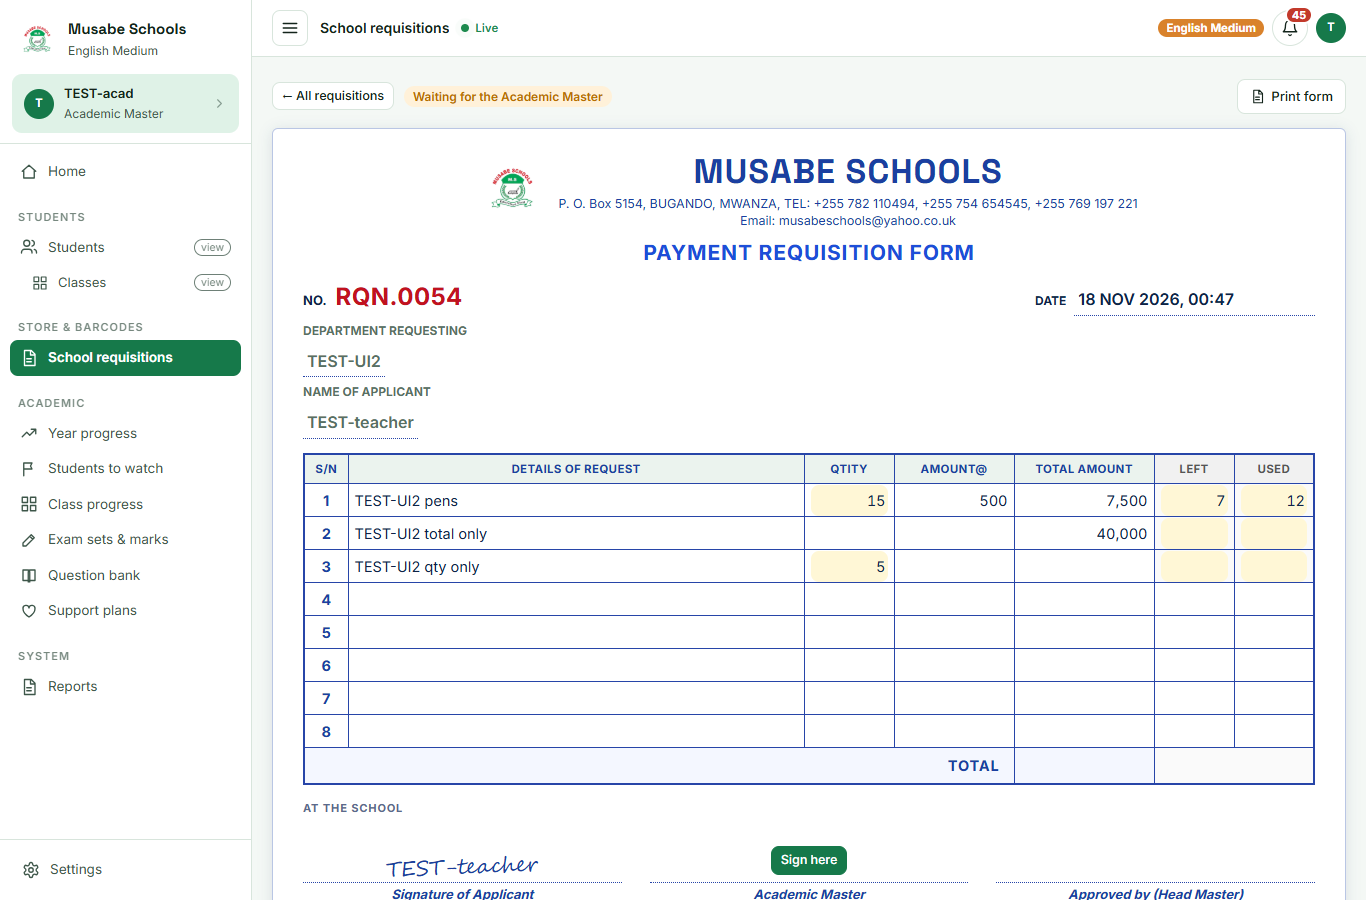 Musabe Schools
English Medium
T
TEST-acad
Academic Master
Home
STUDENTS
Students
view
Classes
view
STORE & BARCODES
School requisitions
ACADEMIC
Year progress
Students to watch
Class progress
Exam sets & marks
Question bank
Support plans
SYSTEM
Reports
Settings
School requisitions
Live
English Medium
45
T
← All requisitions
Waiting for the Academic Master
Print form
MUSABE SCHOOLS
P. O. Box 5154, BUGANDO, MWANZA, TEL: +255 782 110494, +255 754 654545, +255 769 197 221
Email: musabeschools@yahoo.co.uk
PAYMENT REQUISITION FORM
NO. RQN.0054
DATE 18 NOV 2026, 00:47
DEPARTMENT REQUESTING
TEST-UI2
NAME OF APPLICANT
TEST-teacher
S/N DETAILS OF REQUEST QTITY AMOUNT@ TOTAL AMOUNT LEFT USED
1 TEST-UI2 pens 15 500 7,500 7 12
2 TEST-UI2 total only 40,000
3 TEST-UI2 qty only 5
4
5
6
7
8
TOTAL
AT THE SCHOOL
TEST-teacher
Sign here
Signature of Applicant
Academic Master
Approved by (Head Master)